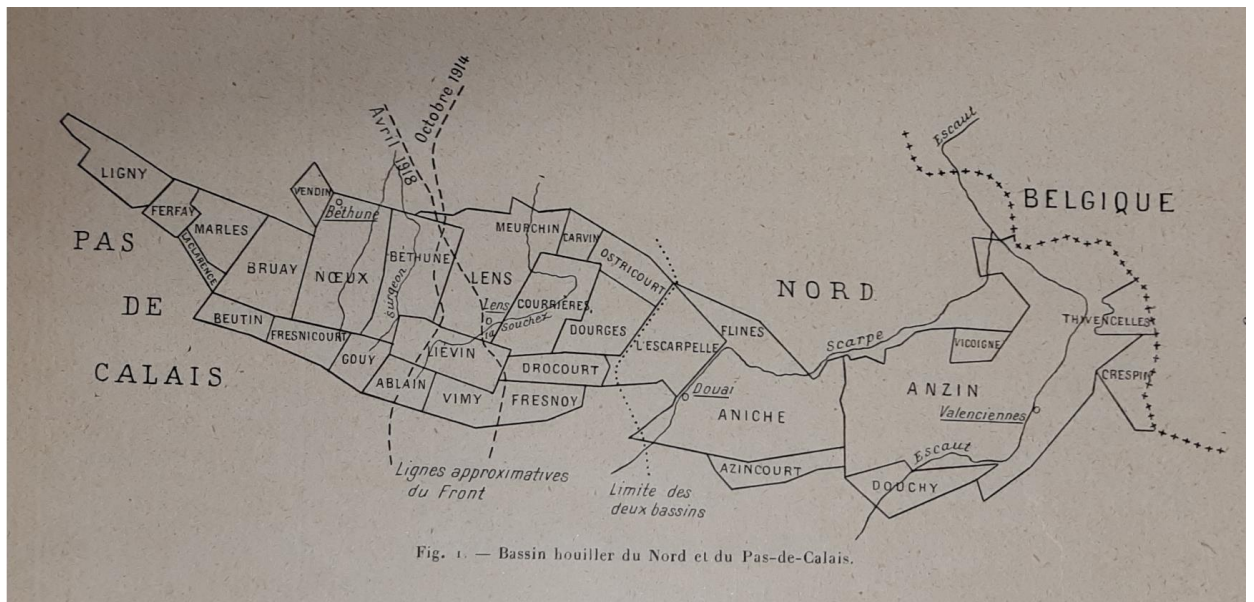 Octobre 1914
Avril 1918
Escaut
LIGNY
FERFAY
MARLES
LA CLARENCE
VENDIN
Béthune
BELGIQUE
PAS
DE
CALAIS
BRUAY
NŒUX
BÉTHUNE
Surgeon
MEURCHIN
CARVIN
OSTRICOURT
LENS
Lens
la Souchez
COURRIÈRES
DOURGES
NORD
BEUTIN
FRESNICOURT
GOUY
LIÉVIN
ABLAIN
VIMY
DROCOURT
FRESNOY
L'ESCARPELLE
FLINES
Scarpe
Douai
ANICHE
AZINCOURT
VICOIGNE
ANZIN
Valenciennes
THIVENCELLES
CRESPIN
Escaut
DOUCHY
Lignes approximatives
du Front
Limite des
deux bassins
Fig. 1. — Bassin houiller du Nord et du Pas-de-Calais.